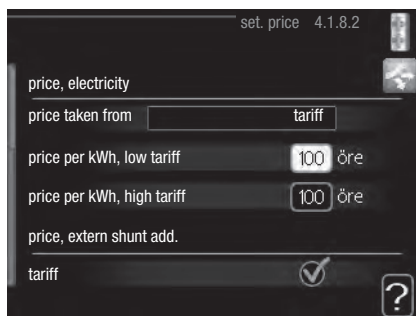 set. price 4.1.8.2
price, electricity
price taken from tariff
price per kWh, low tariff 100 öre
price per kWh, high tariff 100 öre
price, extern shunt add.
tariff
?